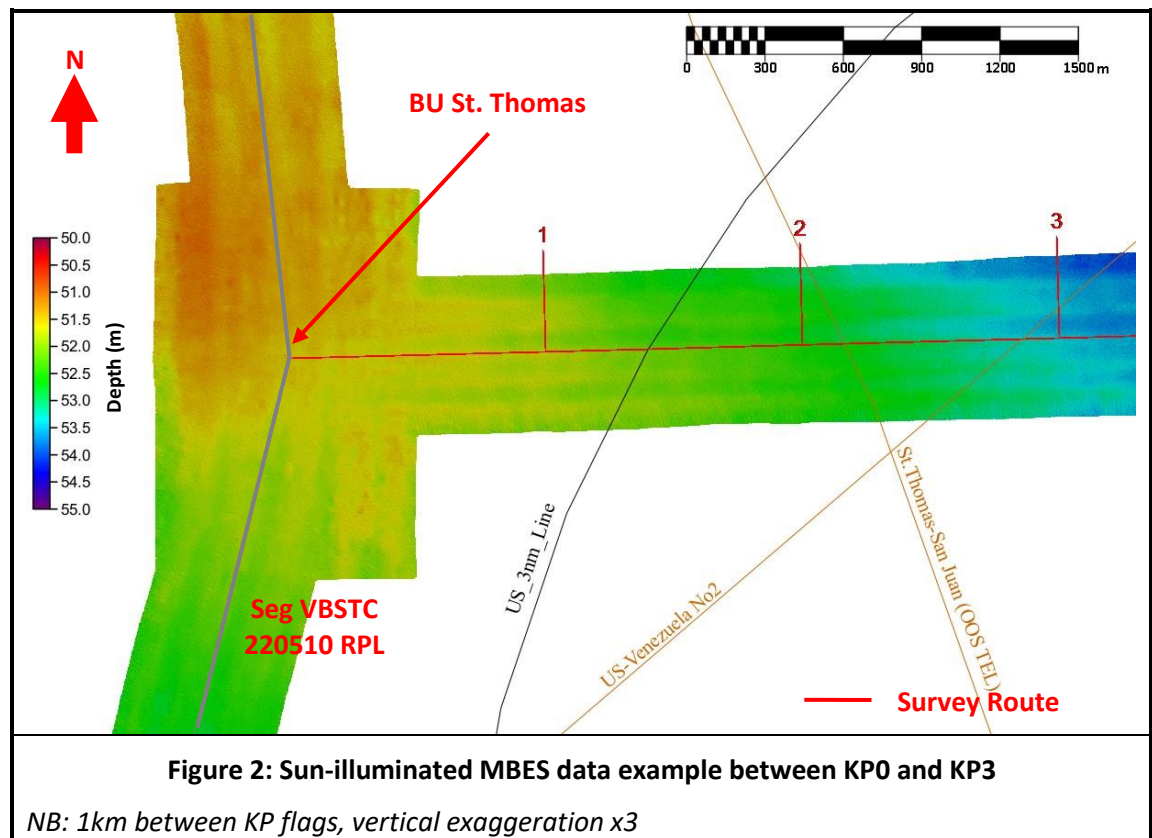 N
BU St. Thomas
0 300 600 900 1200 1500 m
1
2
3
50.0
50.5
51.0
51.5
52.0
52.5
53.0
53.5
54.0
54.5
55.0
Depth (m)
US_3nm_Line
US-Venezuela No2
St.Thomas-San Juan (OOS TEL)
Seg VBSTC
220510 RPL
Survey Route
Figure 2: Sun-illuminated MBES data example between KP0 and KP3
NB: 1km between KP flags, vertical exaggeration x3